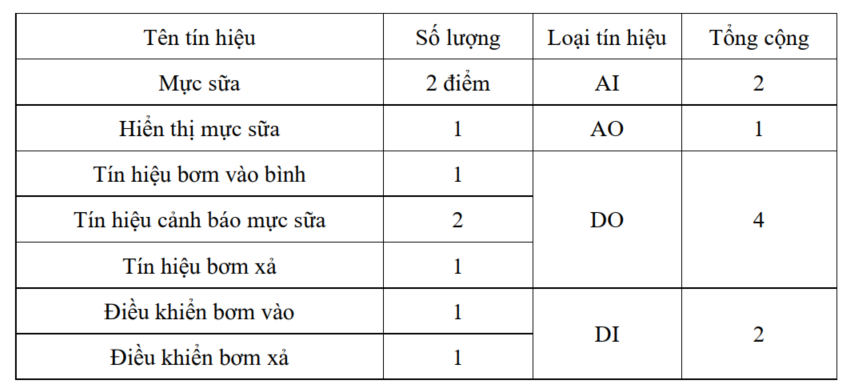 Tên tín hiệu Số lượng Loại tín hiệu Tổng cộng
Mực sữa 2 điểm AI 2
Hiển thị mực sữa 1 AO 1
Tín hiệu bơm vào bình 1
Tín hiệu cảnh báo mực sữa 2 DO 4
Tín hiệu bơm xả 1
Điều khiển bơm vào 1
DI 2
Điều khiển bơm xả 1